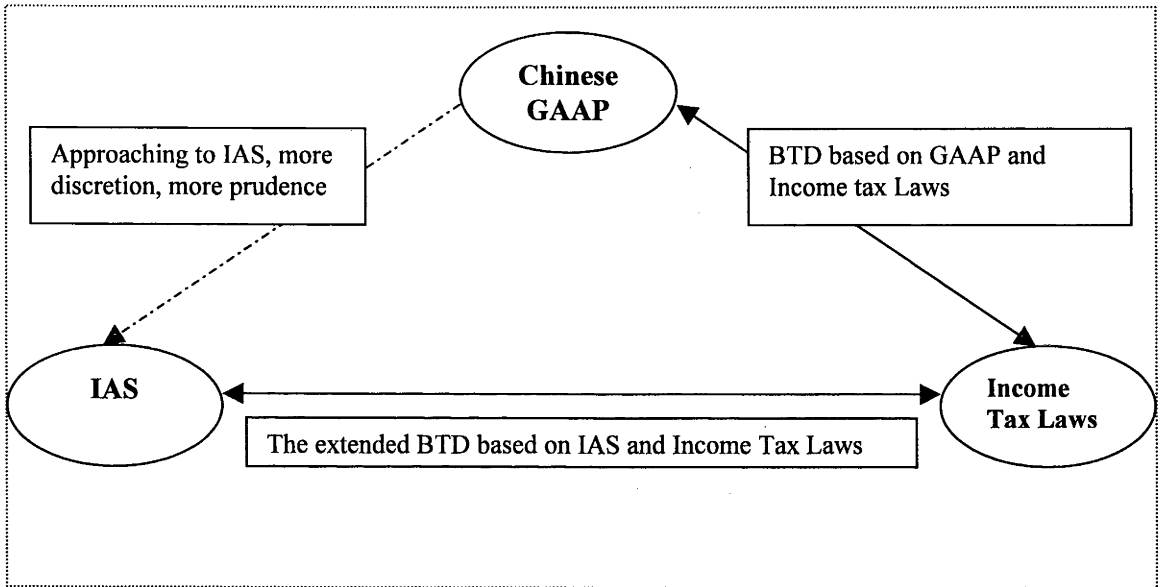 Chinese
GAAP
Approaching to IAS, more
discretion, more prudence
BTD based on GAAP and
Income tax Laws
IAS
Income
Tax Laws
The extended BTD based on IAS and Income Tax Laws